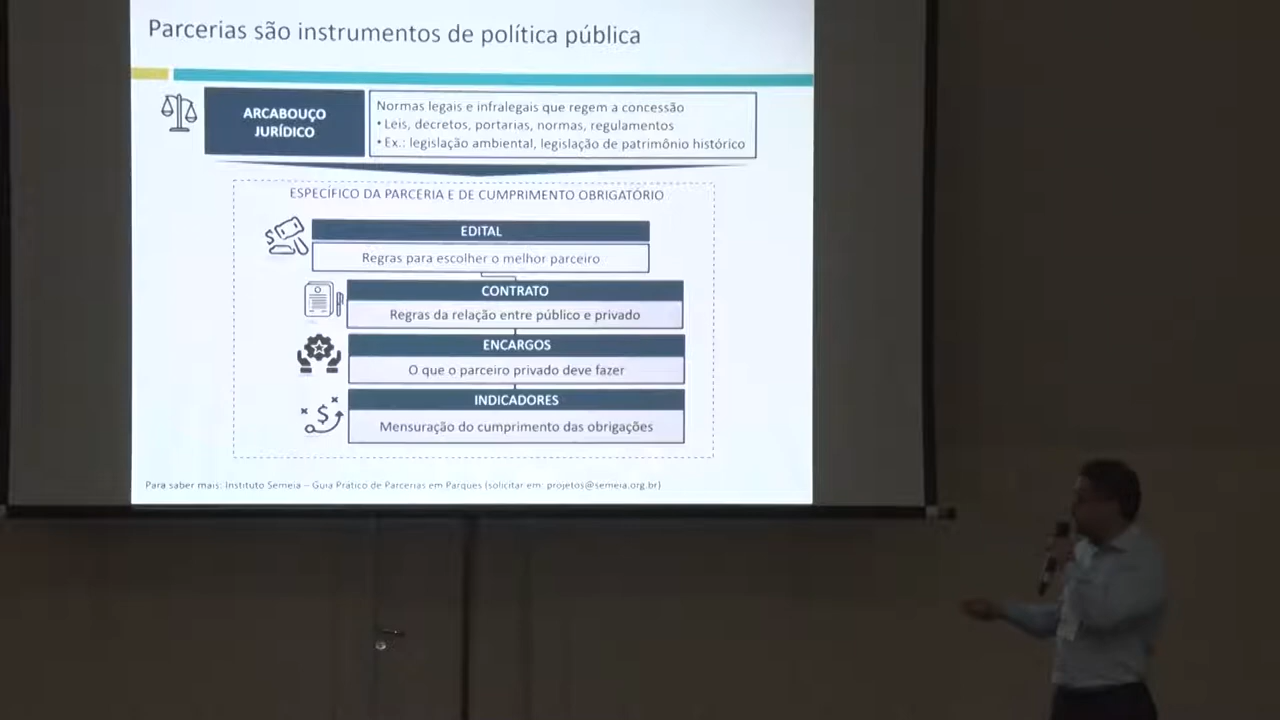 Parcerias são instrumentos de política pública
ARCABOUÇO
JURÍDICO
Normas legais e infralegais que regem a concessão
• Leis, decretos, portarias, normas, regulamentos
• Ex.: legislação ambiental, legislação de patrimônio histórico
ESPECÍFICO DA PARCERIA E DE CUMPRIMENTO OBRIGATÓRIO
EDITAL
Regras para escolher o melhor parceiro
CONTRATO
Regras da relação entre público e privado
ENCARGOS
O que o parceiro privado deve fazer
INDICADORES
Mensuração do cumprimento das obrigações
Para saber mais: Instituto Semeia – Guia Prático de Parcerias em Parques (solicitar em: projetos@semeia.org.br)